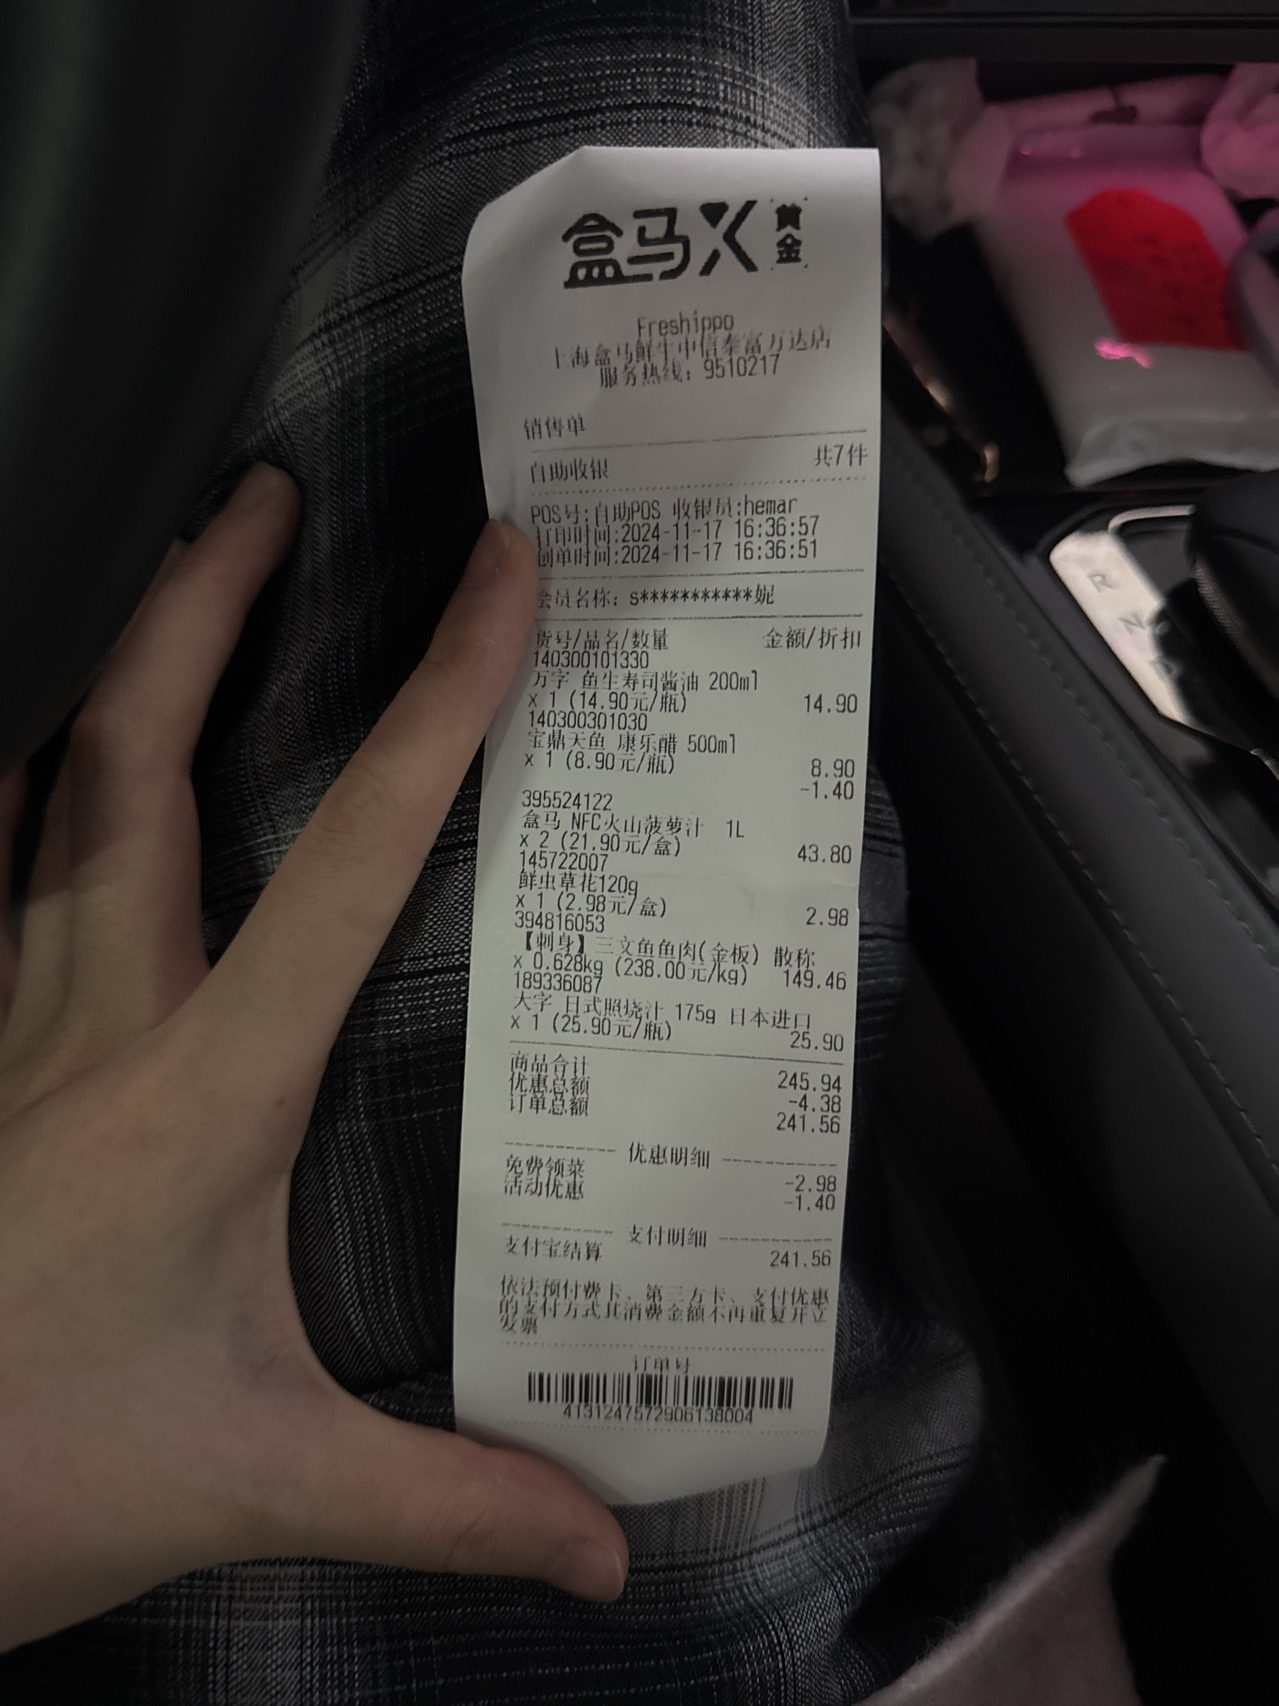 盒马X 黄金
Freshippo
上海盒马鲜生中信泰富万达店
服务热线：9510217
销售单
自助收银 共7件
POS号:自助POS 收银员:hemar
打印时间:2024-11-17 16:36:57
创单时间:2024-11-17 16:36:51
会员名称：s***********妮
货号/品名/数量 金额/折扣
140300101330
万字 鱼生寿司酱油 200ml
x 1 (14.90元/瓶) 14.90
140300301030
宝鼎天鱼 康乐醋 500ml
x 1 (8.90元/瓶) 8.90
-1.40
395524122
盒马 NFC火山菠萝汁 1L
x 2 (21.90元/盒) 43.80
145722007
鲜虫草花120g
x 1 (2.98元/盒) 2.98
394816053
【刺身】三文鱼鱼肉(金板) 散称
x 0.628kg (238.00元/kg) 149.46
189336087
大字 日式照烧汁 175g 日本进口
x 1 (25.90元/瓶) 25.90
商品合计 245.94
优惠总额 -4.38
订单总额 241.56
优惠明细
免费领菜 -2.98
活动优惠 -1.40
支付明细
支付宝结算 241.56
依法预付费卡、第三方卡、支付优惠
的支付方式其消费金额不再重复开立
发票
订单号
4131247572906138004
R
N